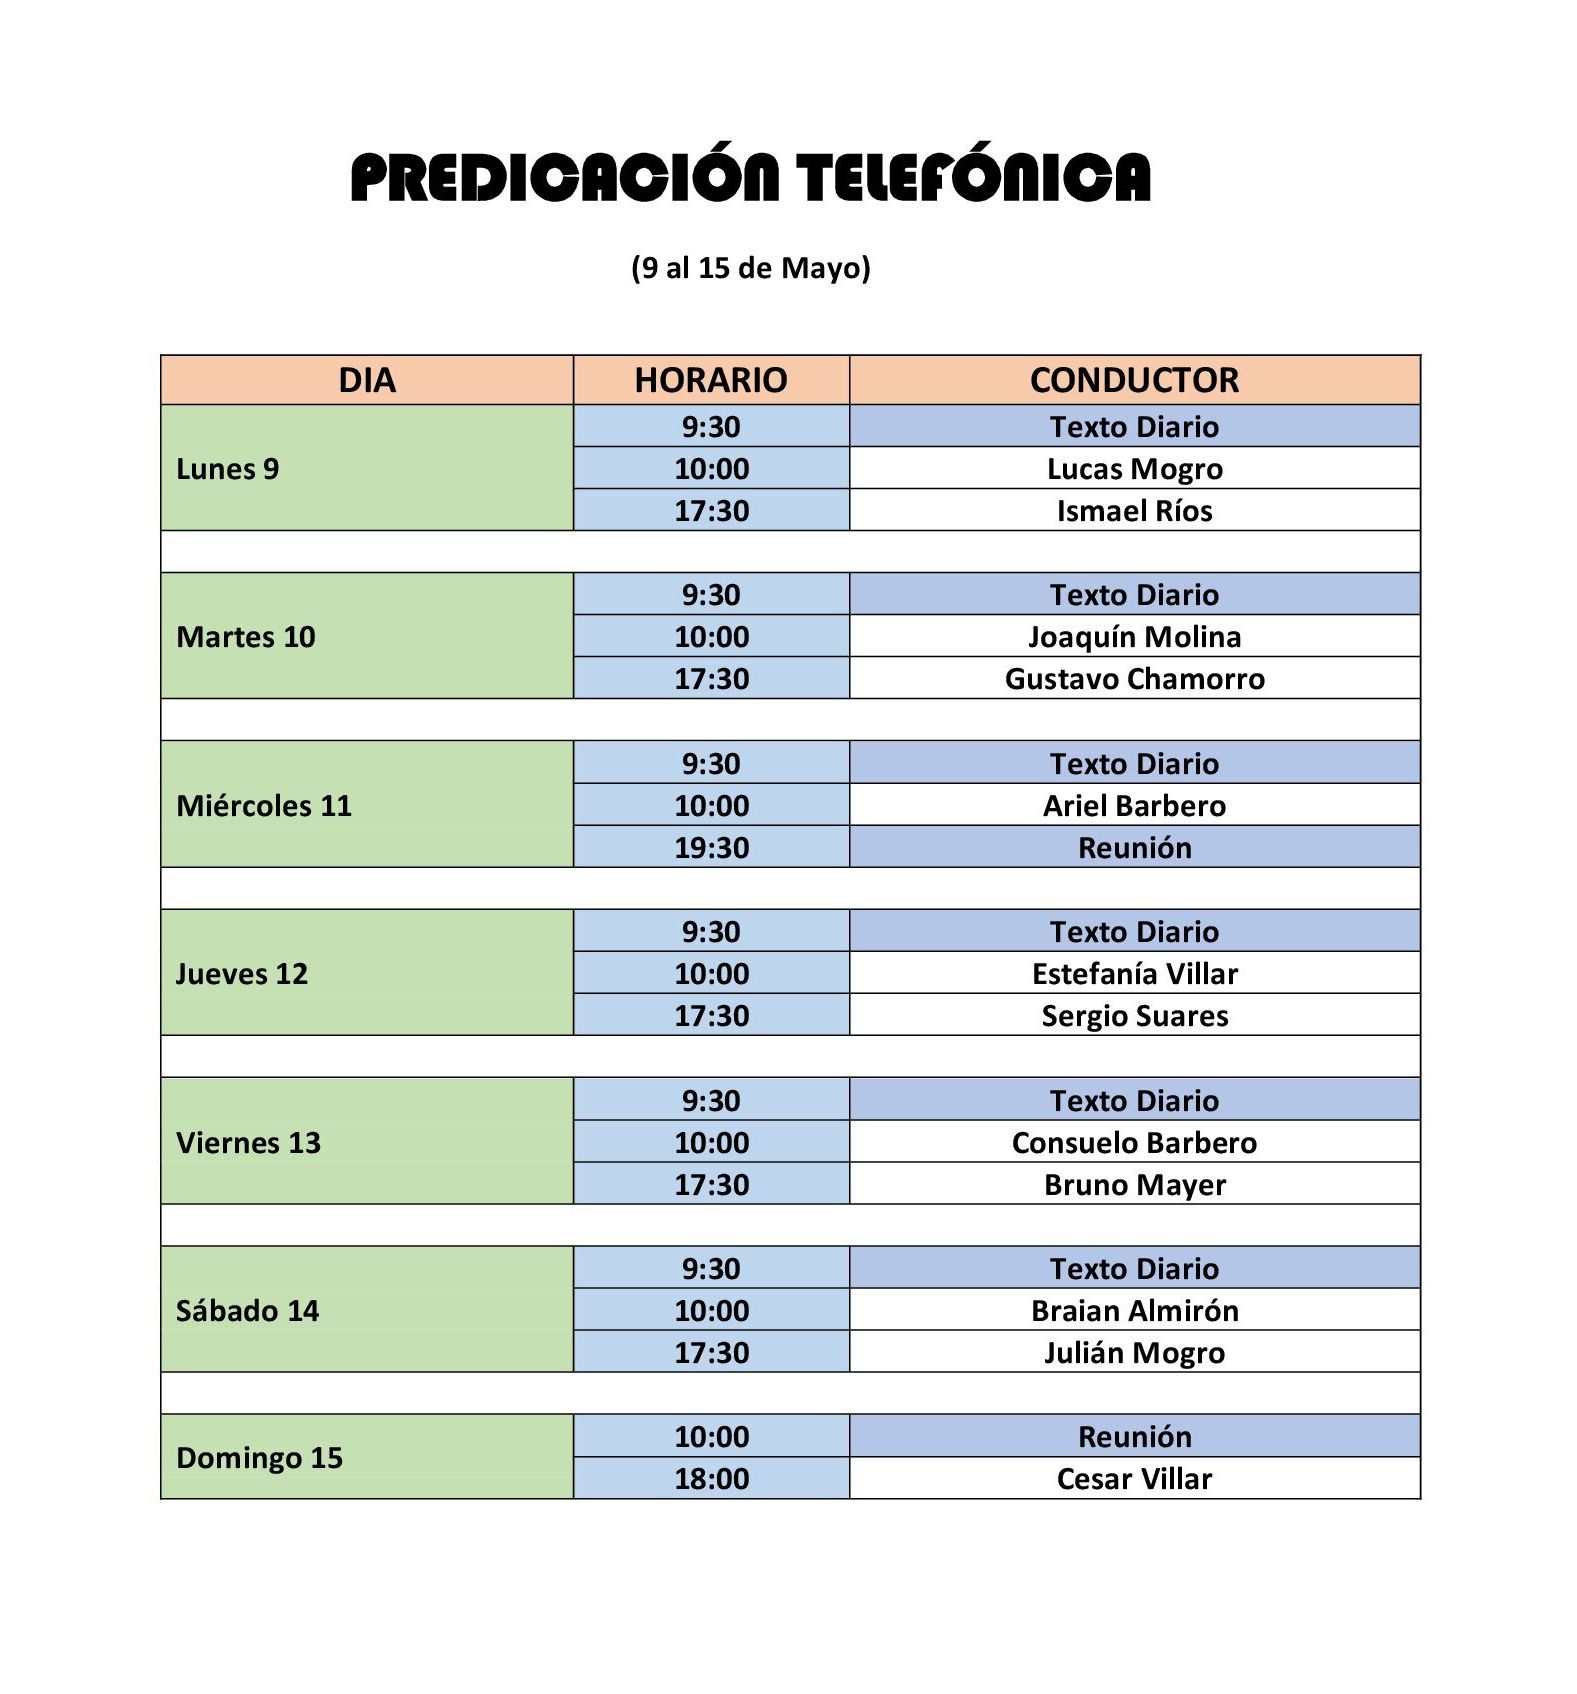 PREDICACIÓN TELEFÓNICA
(9 al 15 de Mayo)
DIA HORARIO CONDUCTOR
Lunes 9
9:30 Texto Diario
10:00 Lucas Mogro
17:30 Ismael Ríos
Martes 10
9:30 Texto Diario
10:00 Joaquín Molina
17:30 Gustavo Chamorro
Miércoles 11
9:30 Texto Diario
10:00 Ariel Barbero
19:30 Reunión
Jueves 12
9:30 Texto Diario
10:00 Estefanía Villar
17:30 Sergio Suares
Viernes 13
9:30 Texto Diario
10:00 Consuelo Barbero
17:30 Bruno Mayer
Sábado 14
9:30 Texto Diario
10:00 Braian Almirón
17:30 Julián Mogro
Domingo 15
10:00 Reunión
18:00 Cesar Villar